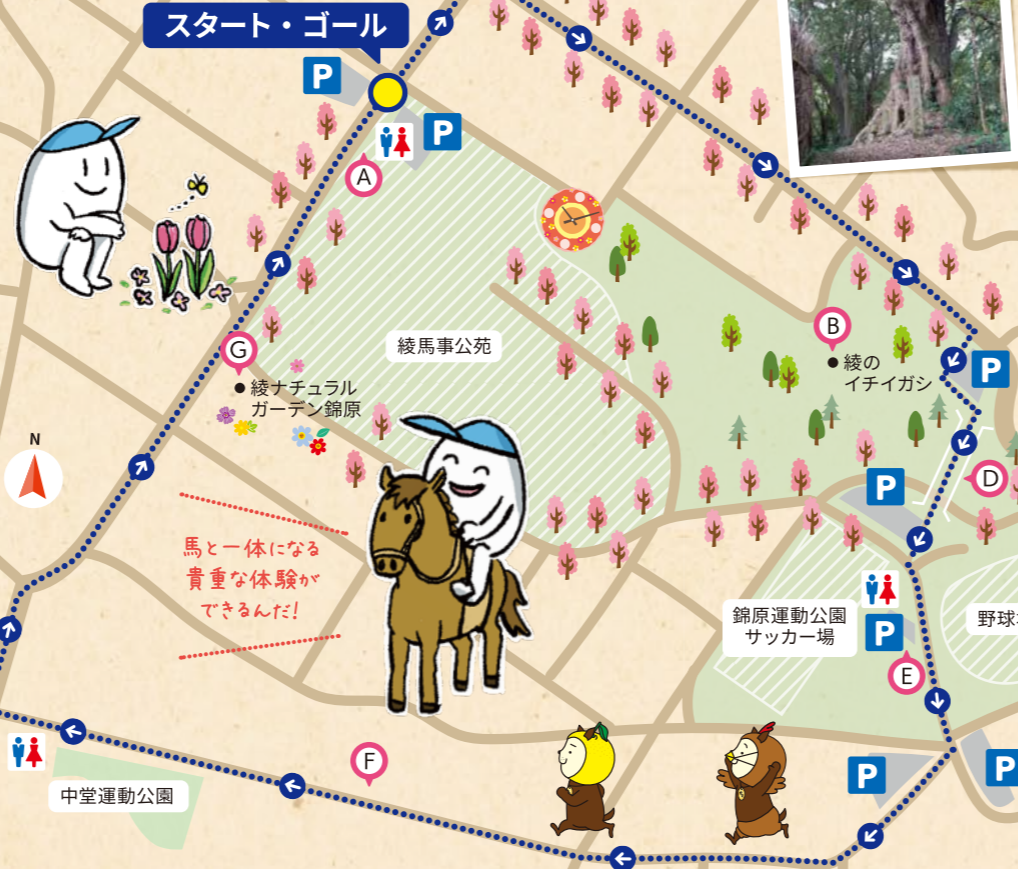 スタート・ゴール
P
P
A
綾馬事公苑
B
綾の
イチイガシ
P
G
綾ナチュラル
ガーデン錦原
N
P
D
馬と一体になる
貴重な体験が
できるんだ!
錦原運動公園
サッカー場
P
野球
E
F
中堂運動公園
P
P